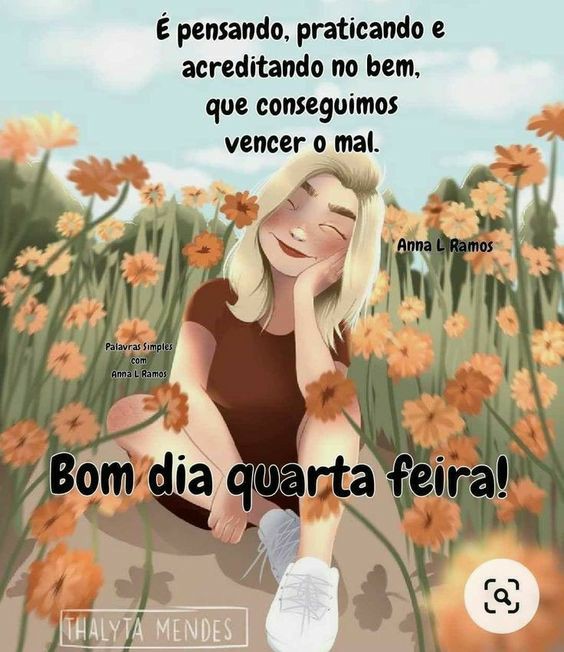 É pensando, praticando e
acreditando no bem,
que conseguimos
vencer o mal.
Anna L Ramos
Palavras Simples
com
Anna L Ramos
Bom dia quarta feira!
THALYTA MENDES